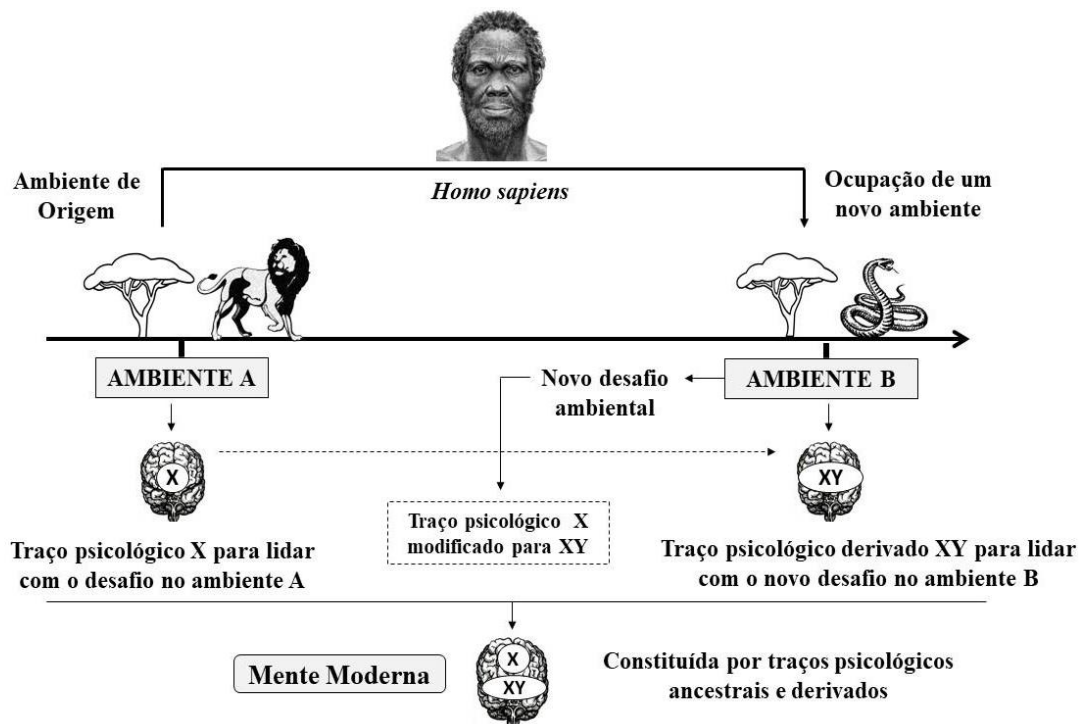 Ambiente de
Origem
Homo sapiens
Ocupação de um
novo ambiente
AMBIENTE A
Novo desafio
ambiental
AMBIENTE B
X
XY
Traço psicológico X
modificado para XY
Traço psicológico X para lidar
com o desafio no ambiente A
Traço psicológico derivado XY para lidar
com o novo desafio no ambiente B
X
XY
Mente Moderna
Constituída por traços psicológicos
ancestrais e derivados